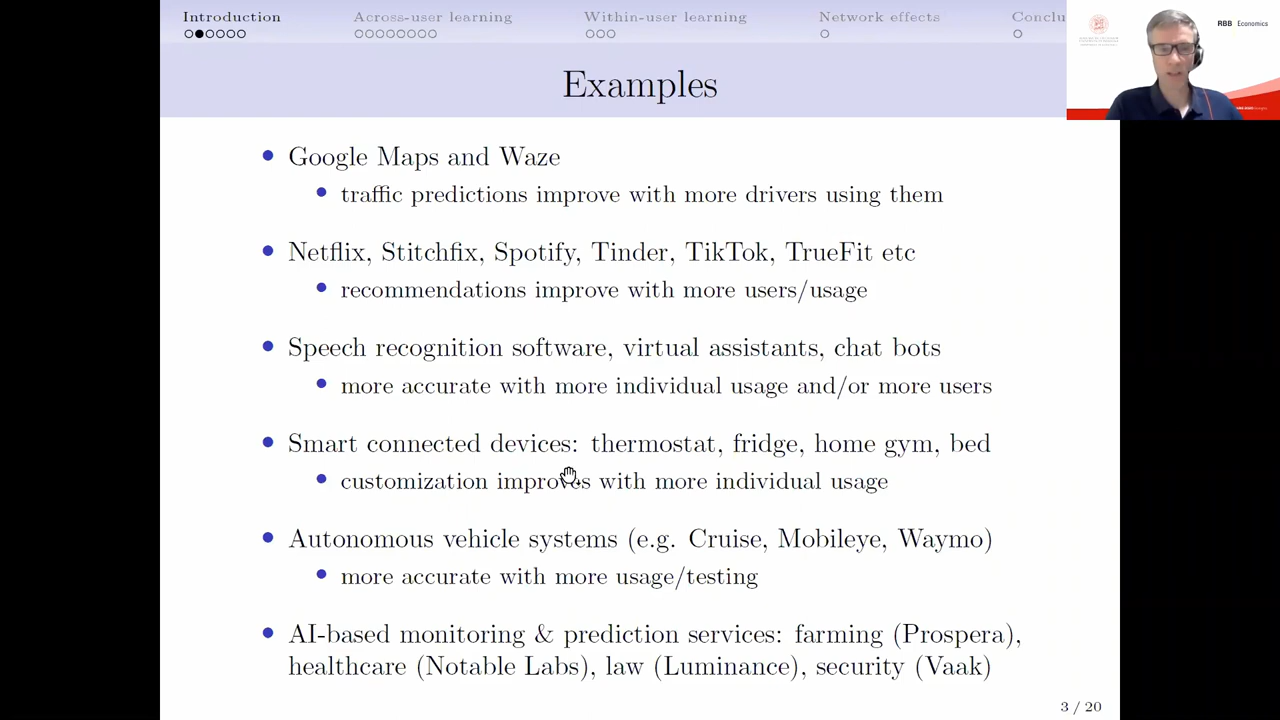 Introduction
Across-user learning
Within-user learning
Network effects
Conclu
RBB Economics
Examples
Google Maps and Waze
traffic predictions improve with more drivers using them
Netflix, Stitchfix, Spotify, Tinder, TikTok, TrueFit etc
recommendations improve with more users/usage
Speech recognition software, virtual assistants, chat bots
more accurate with more individual usage and/or more users
Smart connected devices: thermostat, fridge, home gym, bed
customization improves with more individual usage
Autonomous vehicle systems (e.g. Cruise, Mobileye, Waymo)
more accurate with more usage/testing
AI-based monitoring & prediction services: farming (Prospera),
healthcare (Notable Labs), law (Luminance), security (Vaak)
3 / 20